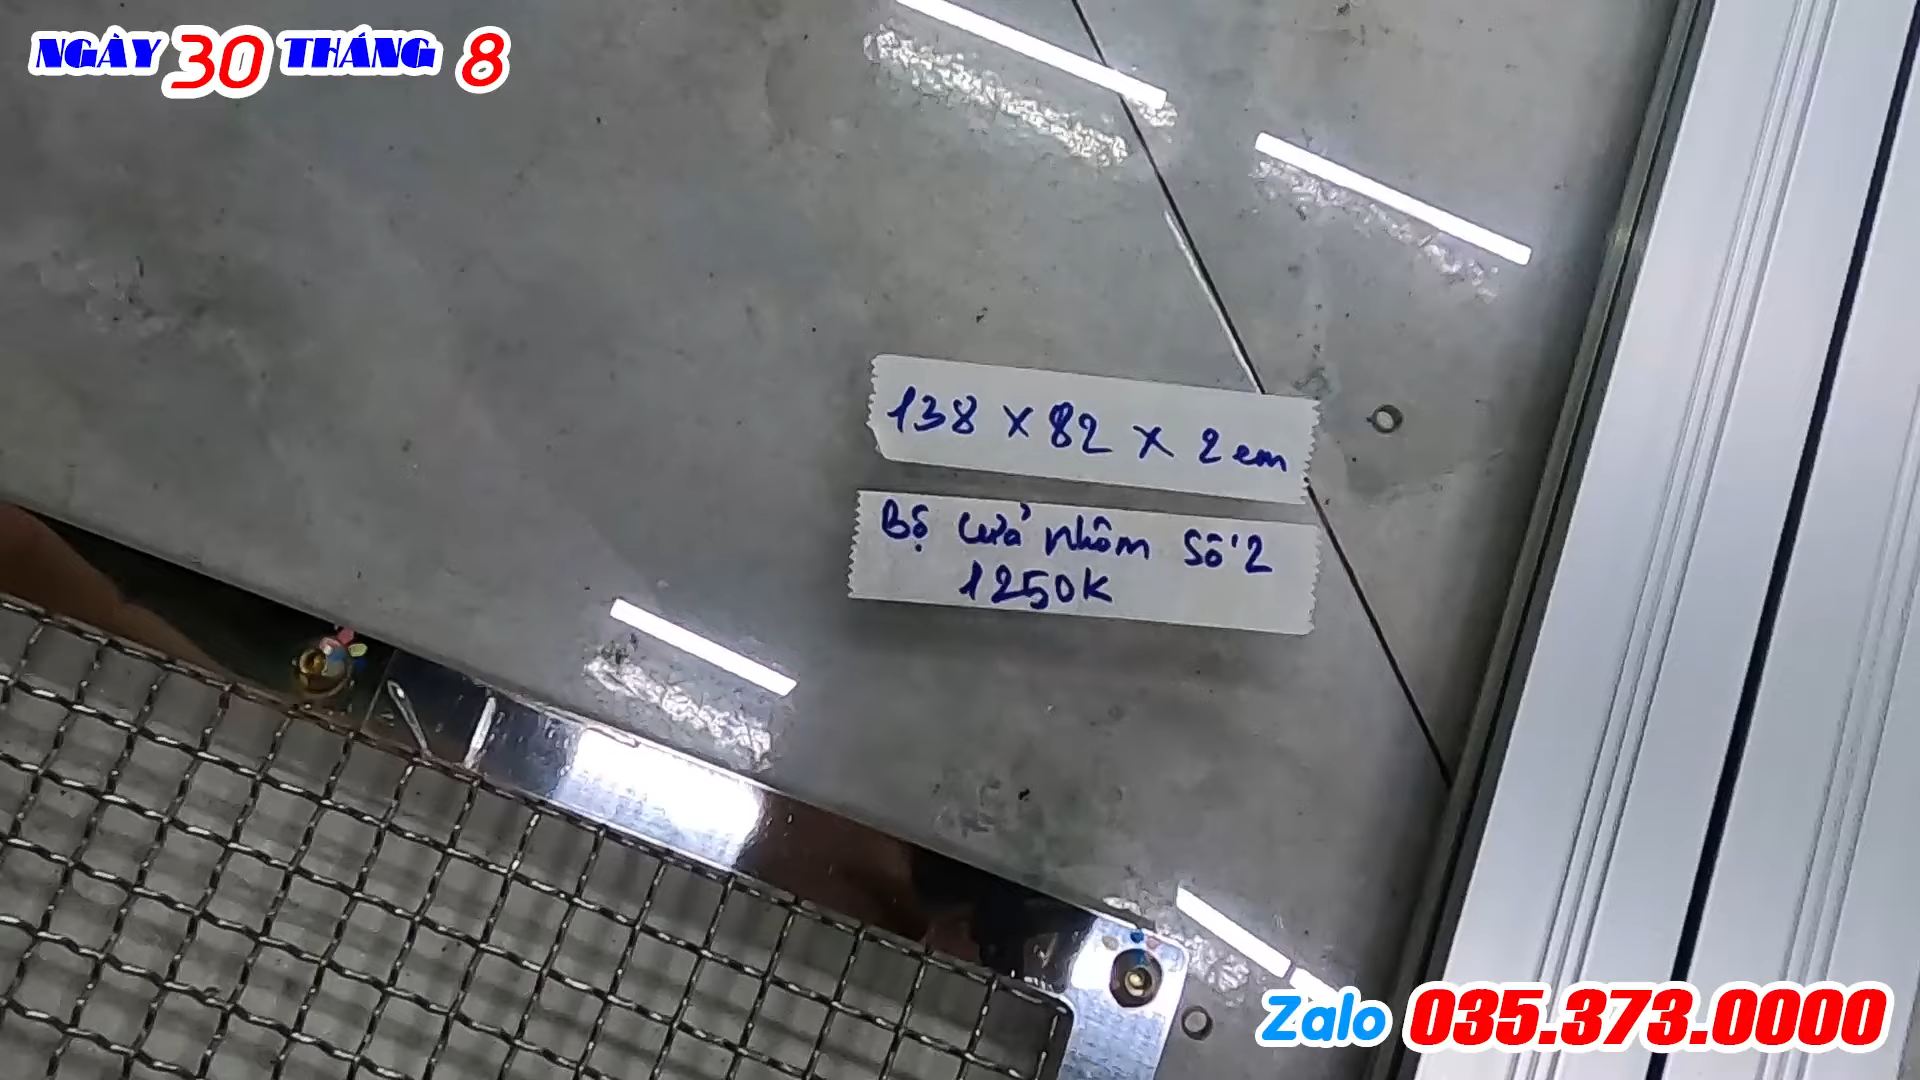 NGÀY 30 THÁNG 8
138 x 82 x 2 cm
Bộ cửa nhôm Số 2
1250K
Zalo 035.373.0000